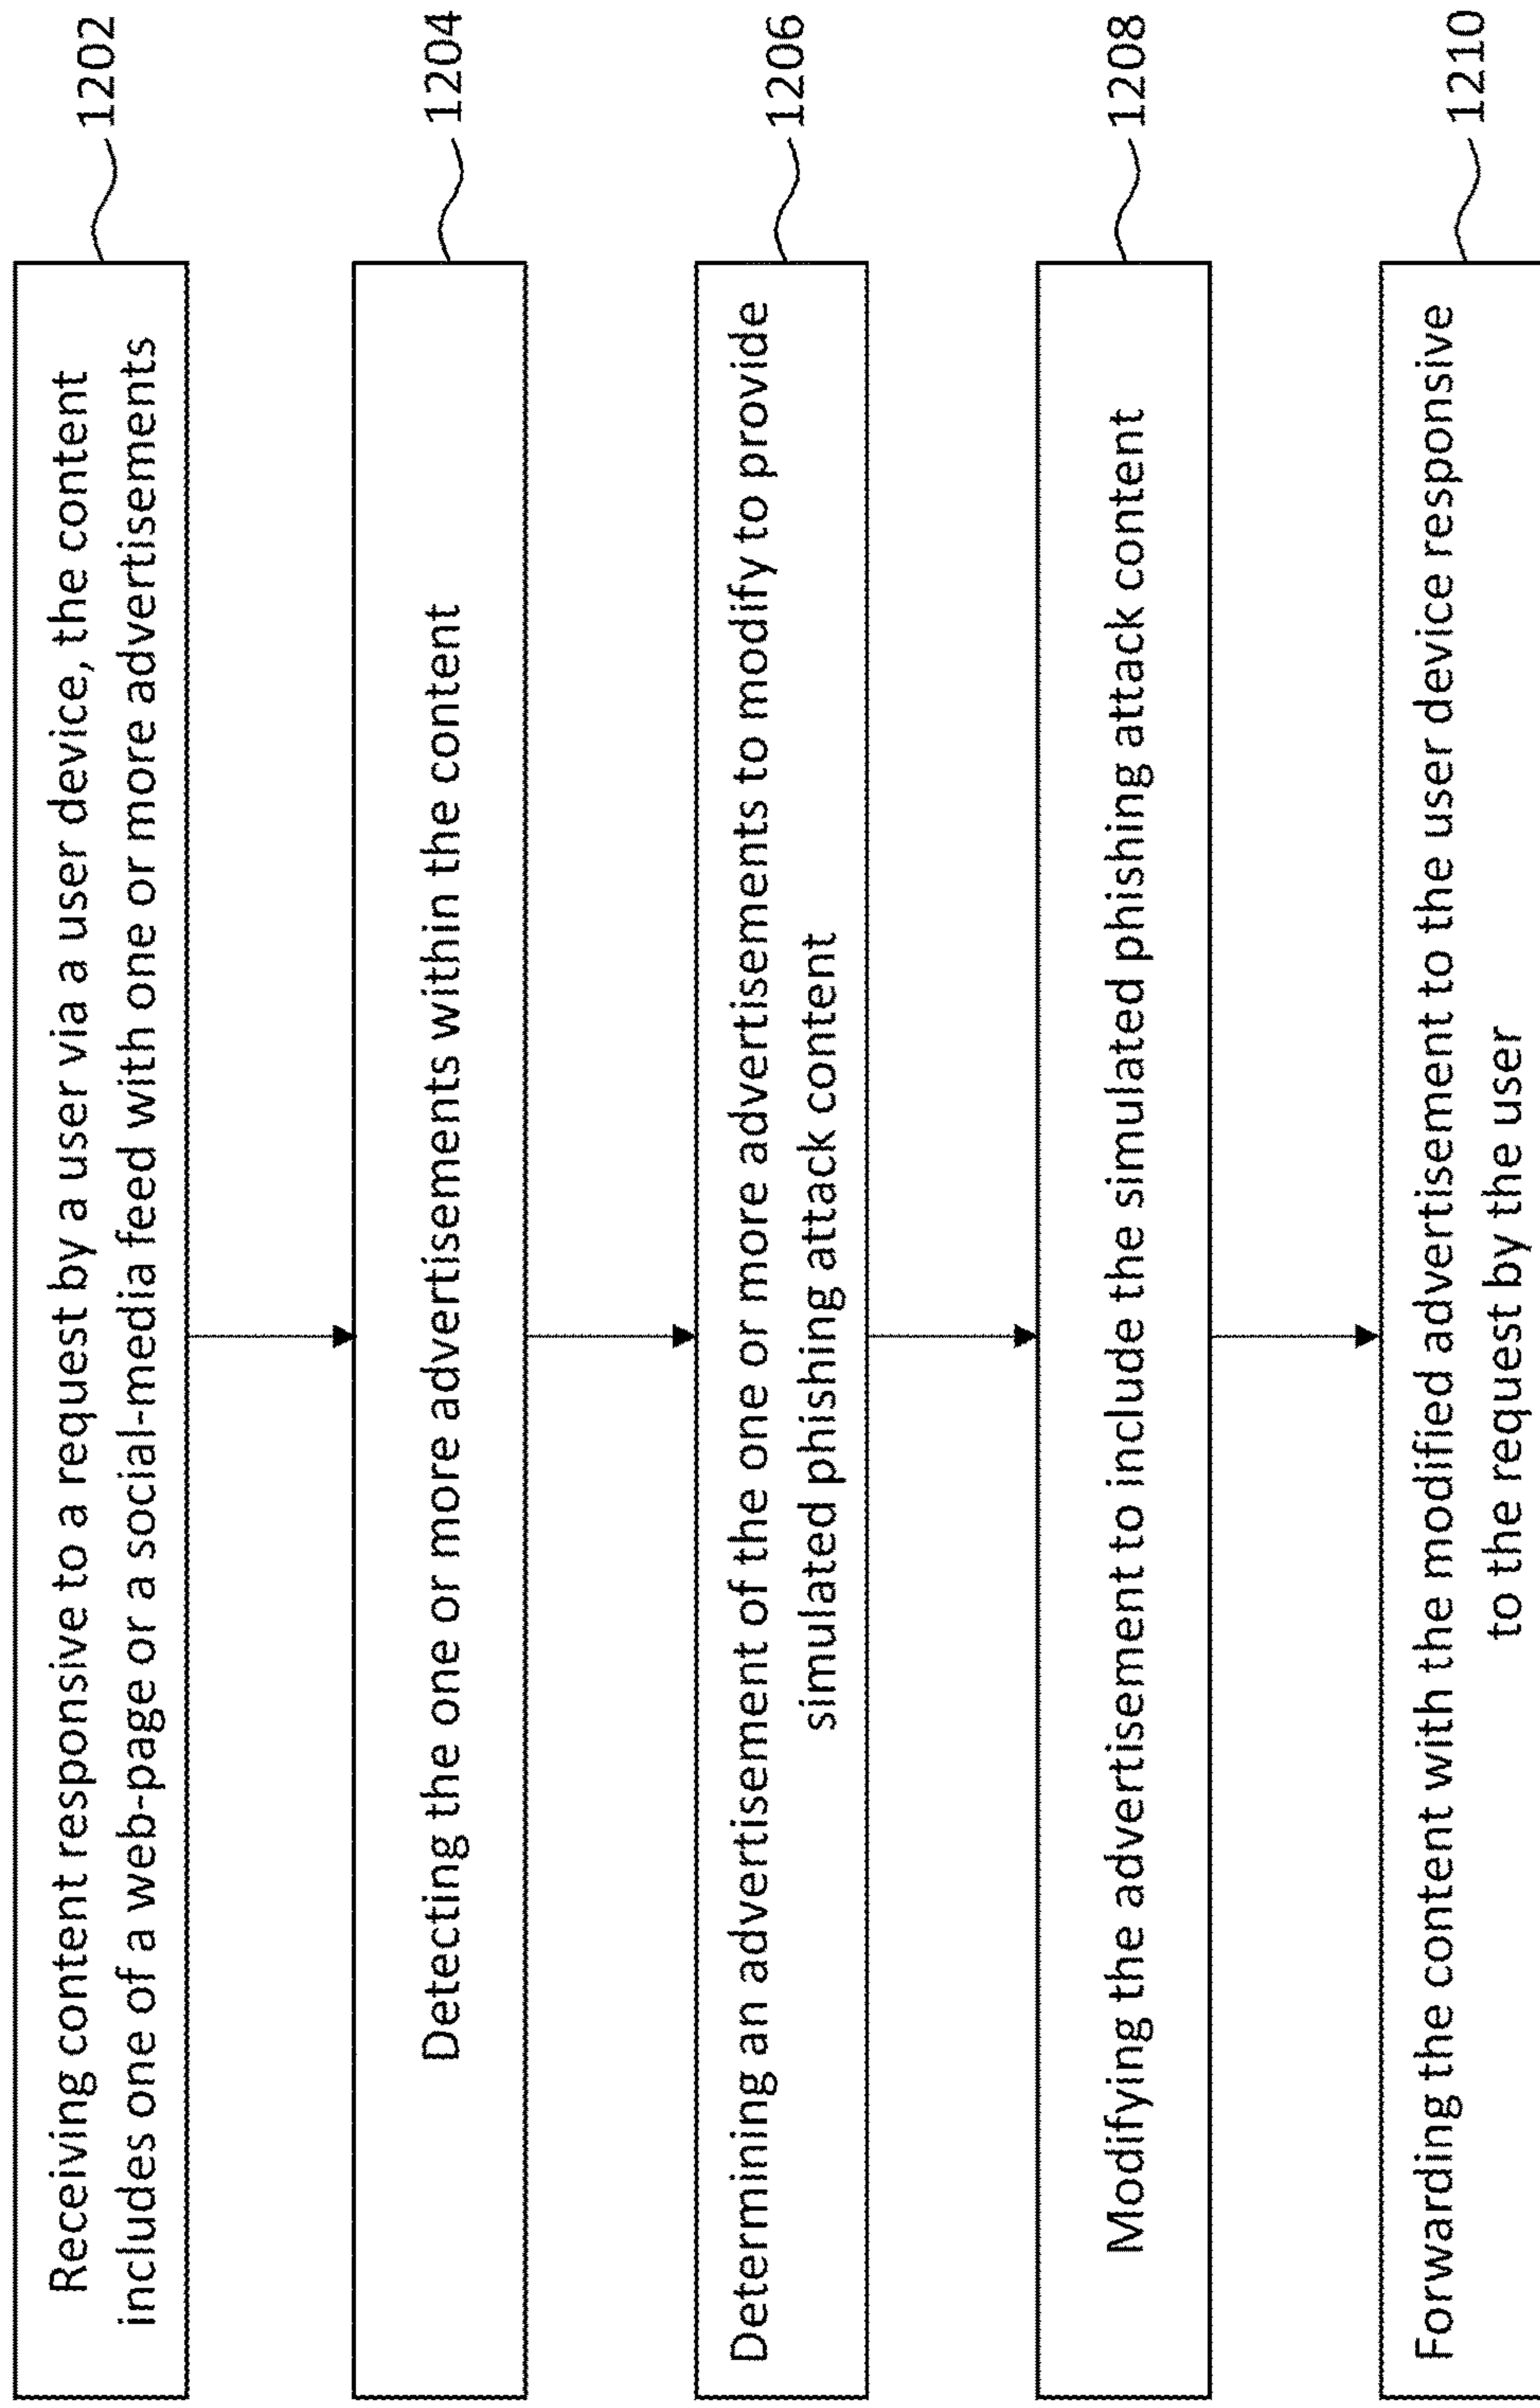 Receiving content responsive to a request by a user via a user device, the content
includes one of a web-page or a social-media feed with one or more advertisements
1202
Detecting the one or more advertisements within the content
1204
Determining an advertisement of the one or more advertisements to modify to provide
simulated phishing attack content
1206
Modifying the advertisement to include the simulated phishing attack content
1208
Forwarding the content with the modified advertisement to the user device responsive
to the request by the user
1210